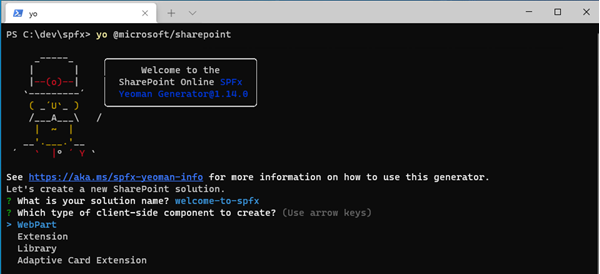 yo
PS C:\dev\spfx> yo @microsoft/sharepoint
Welcome to the
SharePoint Online SPFx
Yeoman Generator@1.14.0
See https://aka.ms/spfx-yeoman-info for more information on how to use this generator.
Let's create a new SharePoint solution.
? What is your solution name? welcome-to-spfx
? Which type of client-side component to create? (Use arrow keys)
> WebPart
Extension
Library
Adaptive Card Extension